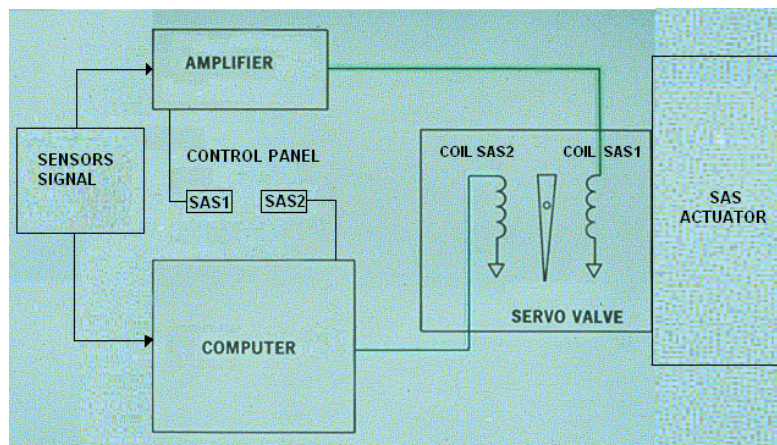 AMPLIFIER
SENSORS
SIGNAL
CONTROL PANEL
SAS1
SAS2
COMPUTER
COIL SAS2
COIL SAS1
SERVO VALVE
SAS
ACTUATOR